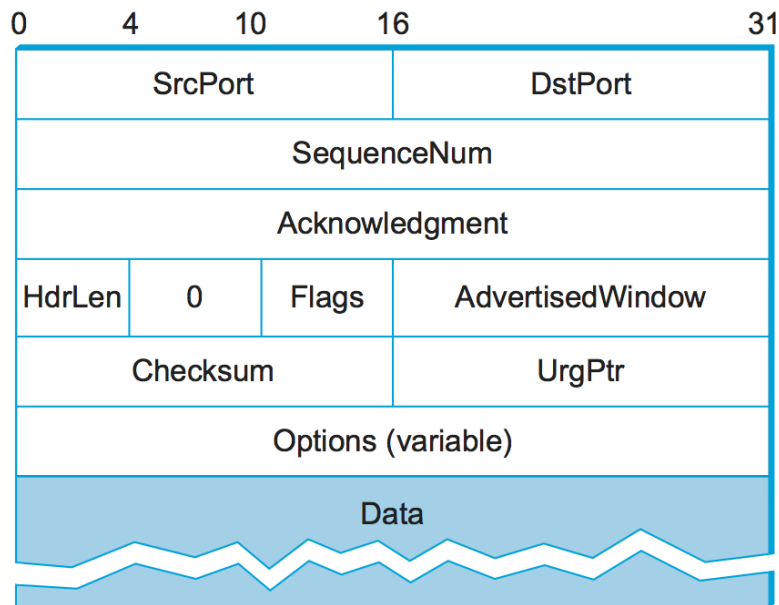 0 4 10 16 31
SrcPort DstPort
SequenceNum
Acknowledgment
HdrLen 0 Flags AdvertisedWindow
Checksum UrgPtr
Options (variable)
Data